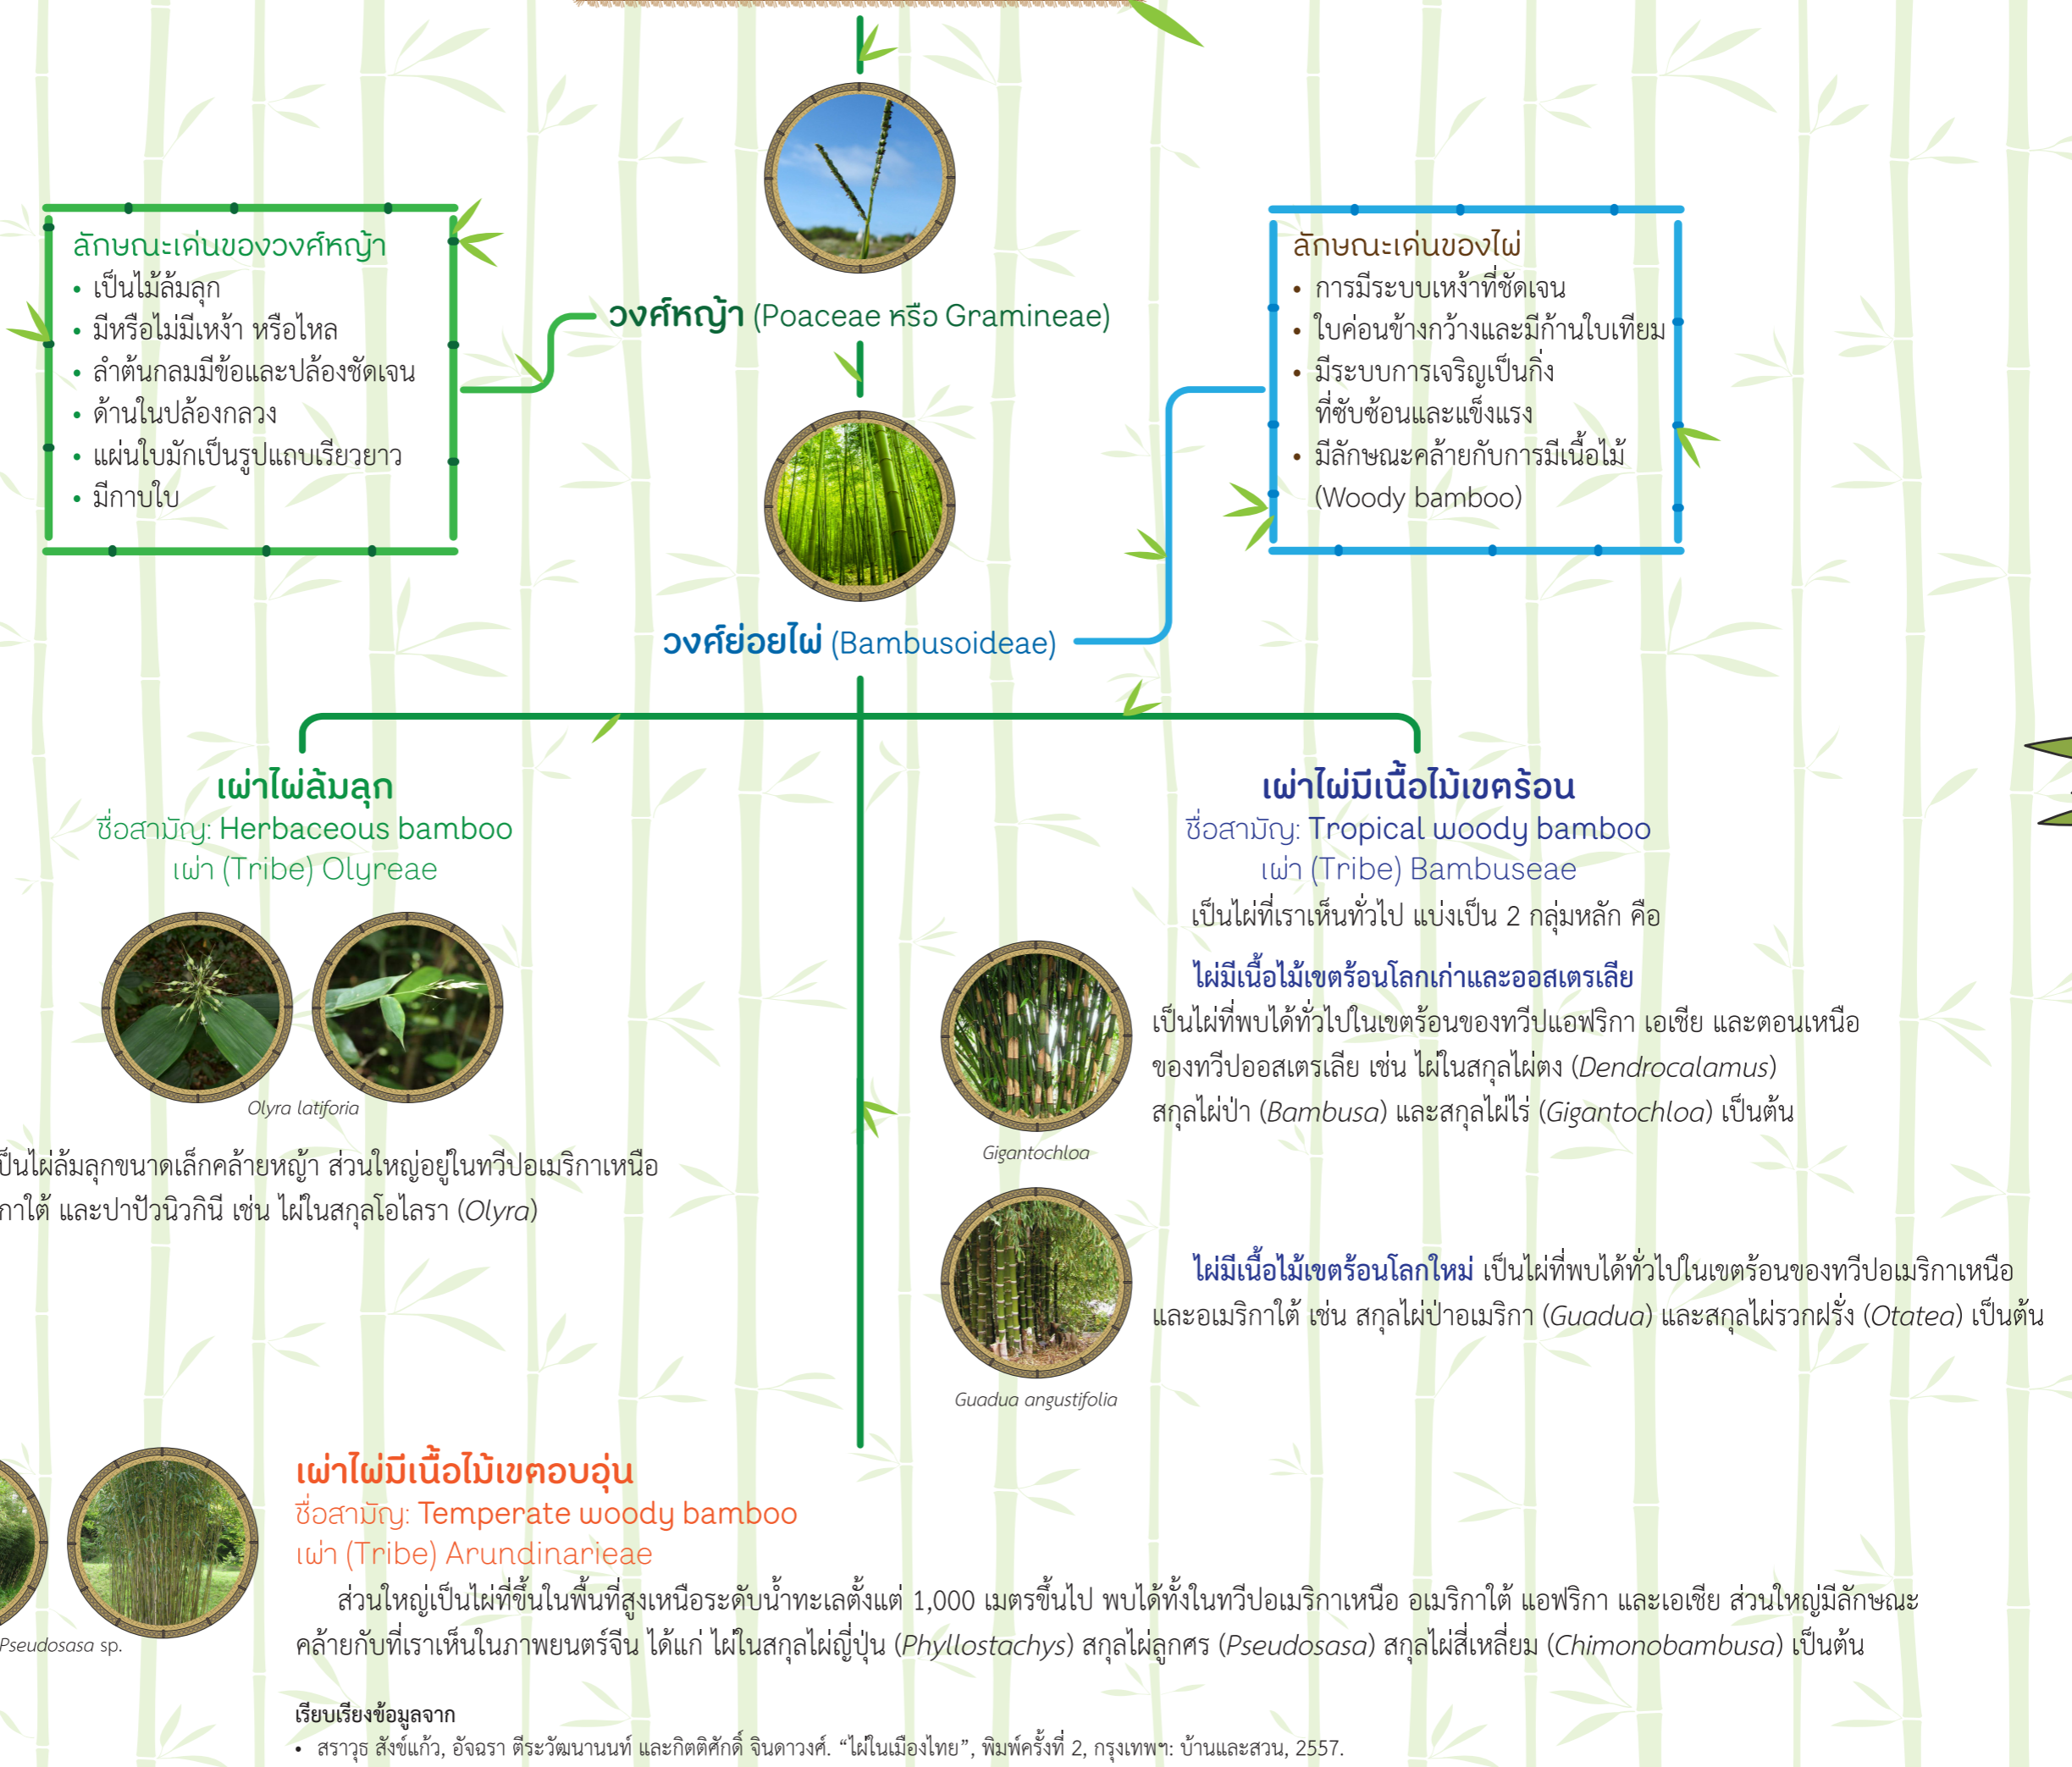 วงศ์หญ้า (Poaceae หรือ Gramineae)
ลักษณะเด่นของวงศ์หญ้า
• เป็นไม้ล้มลุก
• มีหรือไม่มีเหง้า หรือไหล
• ลำต้นกลมมีข้อและปล้องชัดเจน
• ด้านในปล้องกลวง
• แผ่นใบมักเป็นรูปแถบเรียวยาว
• มีกาบใบ
วงศ์ย่อยไผ่ (Bambusoideae)
ลักษณะเด่นของไผ่
• การมีระบบเหง้าที่ชัดเจน
• ใบค่อนข้างกว้างและมีก้านใบเทียม
• มีระบบการเจริญเป็นกิ่ง
ที่ซับซ้อนและแข็งแรง
• มีลักษณะคล้ายกับการมีเนื้อไม้
(Woody bamboo)
เผ่าไผ่ล้มลุก
ชื่อสามัญ: Herbaceous bamboo
เผ่า (Tribe) Olyreae
Olyra latiforia
ป็นไผ่ล้มลุกขนาดเล็กคล้ายหญ้า ส่วนใหญ่อยู่ในทวีปอเมริกาเหนือ
กาใต้ และปาปัวนิวกินี เช่น ไผ่ในสกุลโอไลรา (Olyra)
เผ่าไผ่มีเนื้อไม้เขตร้อน
ชื่อสามัญ: Tropical woody bamboo
เผ่า (Tribe) Bambuseae
เป็นไผ่ที่เราเห็นทั่วไป แบ่งเป็น 2 กลุ่มหลัก คือ
ไผ่มีเนื้อไม้เขตร้อนโลกเก่าและออสเตรเลีย
เป็นไผ่ที่พบได้ทั่วไปในเขตร้อนของทวีปแอฟริกา เอเชีย และตอนเหนือ
ของทวีปออสเตรเลีย เช่น ไผ่ในสกุลไผ่ตง (Dendrocalamus)
สกุลไผ่ป่า (Bambusa) และสกุลไผ่ไร่ (Gigantochloa) เป็นต้น
Gigantochloa
ไผ่มีเนื้อไม้เขตร้อนโลกใหม่ เป็นไผ่ที่พบได้ทั่วไปในเขตร้อนของทวีปอเมริกาเหนือ
และอเมริกาใต้ เช่น สกุลไผ่ป่าอเมริกา (Guadua) และสกุลไผ่รวกฝรั่ง (Otatea) เป็นต้น
Guadua angustifolia
เผ่าไผ่มีเนื้อไม้เขตอบอุ่น
ชื่อสามัญ: Temperate woody bamboo
เผ่า (Tribe) Arundinarieae
Pseudosasa sp.
ส่วนใหญ่เป็นไผ่ที่ขึ้นในพื้นที่สูงเหนือระดับน้ำทะเลตั้งแต่ 1,000 เมตรขึ้นไป พบได้ทั้งในทวีปอเมริกาเหนือ อเมริกาใต้ แอฟริกา และเอเชีย ส่วนใหญ่มีลักษณะ
คล้ายกับที่เราเห็นในภาพยนตร์จีน ได้แก่ ไผ่ในสกุลไผ่ญี่ปุ่น (Phyllostachys) สกุลไผ่ลูกศร (Pseudosasa) สกุลไผ่สี่เหลี่ยม (Chimonobambusa) เป็นต้น
เรียบเรียงข้อมูลจาก
• สราวุธ สังข์แก้ว, อัจฉรา ตีระวัฒนานนท์ และกิตติศักดิ์ จินดาวงศ์. “ไผ่ในเมืองไทย”, พิมพ์ครั้งที่ 2, กรุงเทพฯ: บ้านและสวน, 2557.